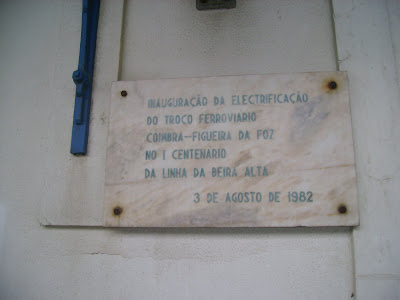 INAUGURAÇÃO DA ELECTRIFICAÇÃO
DO TROÇO FERROVIARIO
COIMBRA--FIGUEIRA DA FOZ
NO I CENTENARIO
DA LINHA DA BEIRA ALTA
3 DE AGOSTO DE 1982